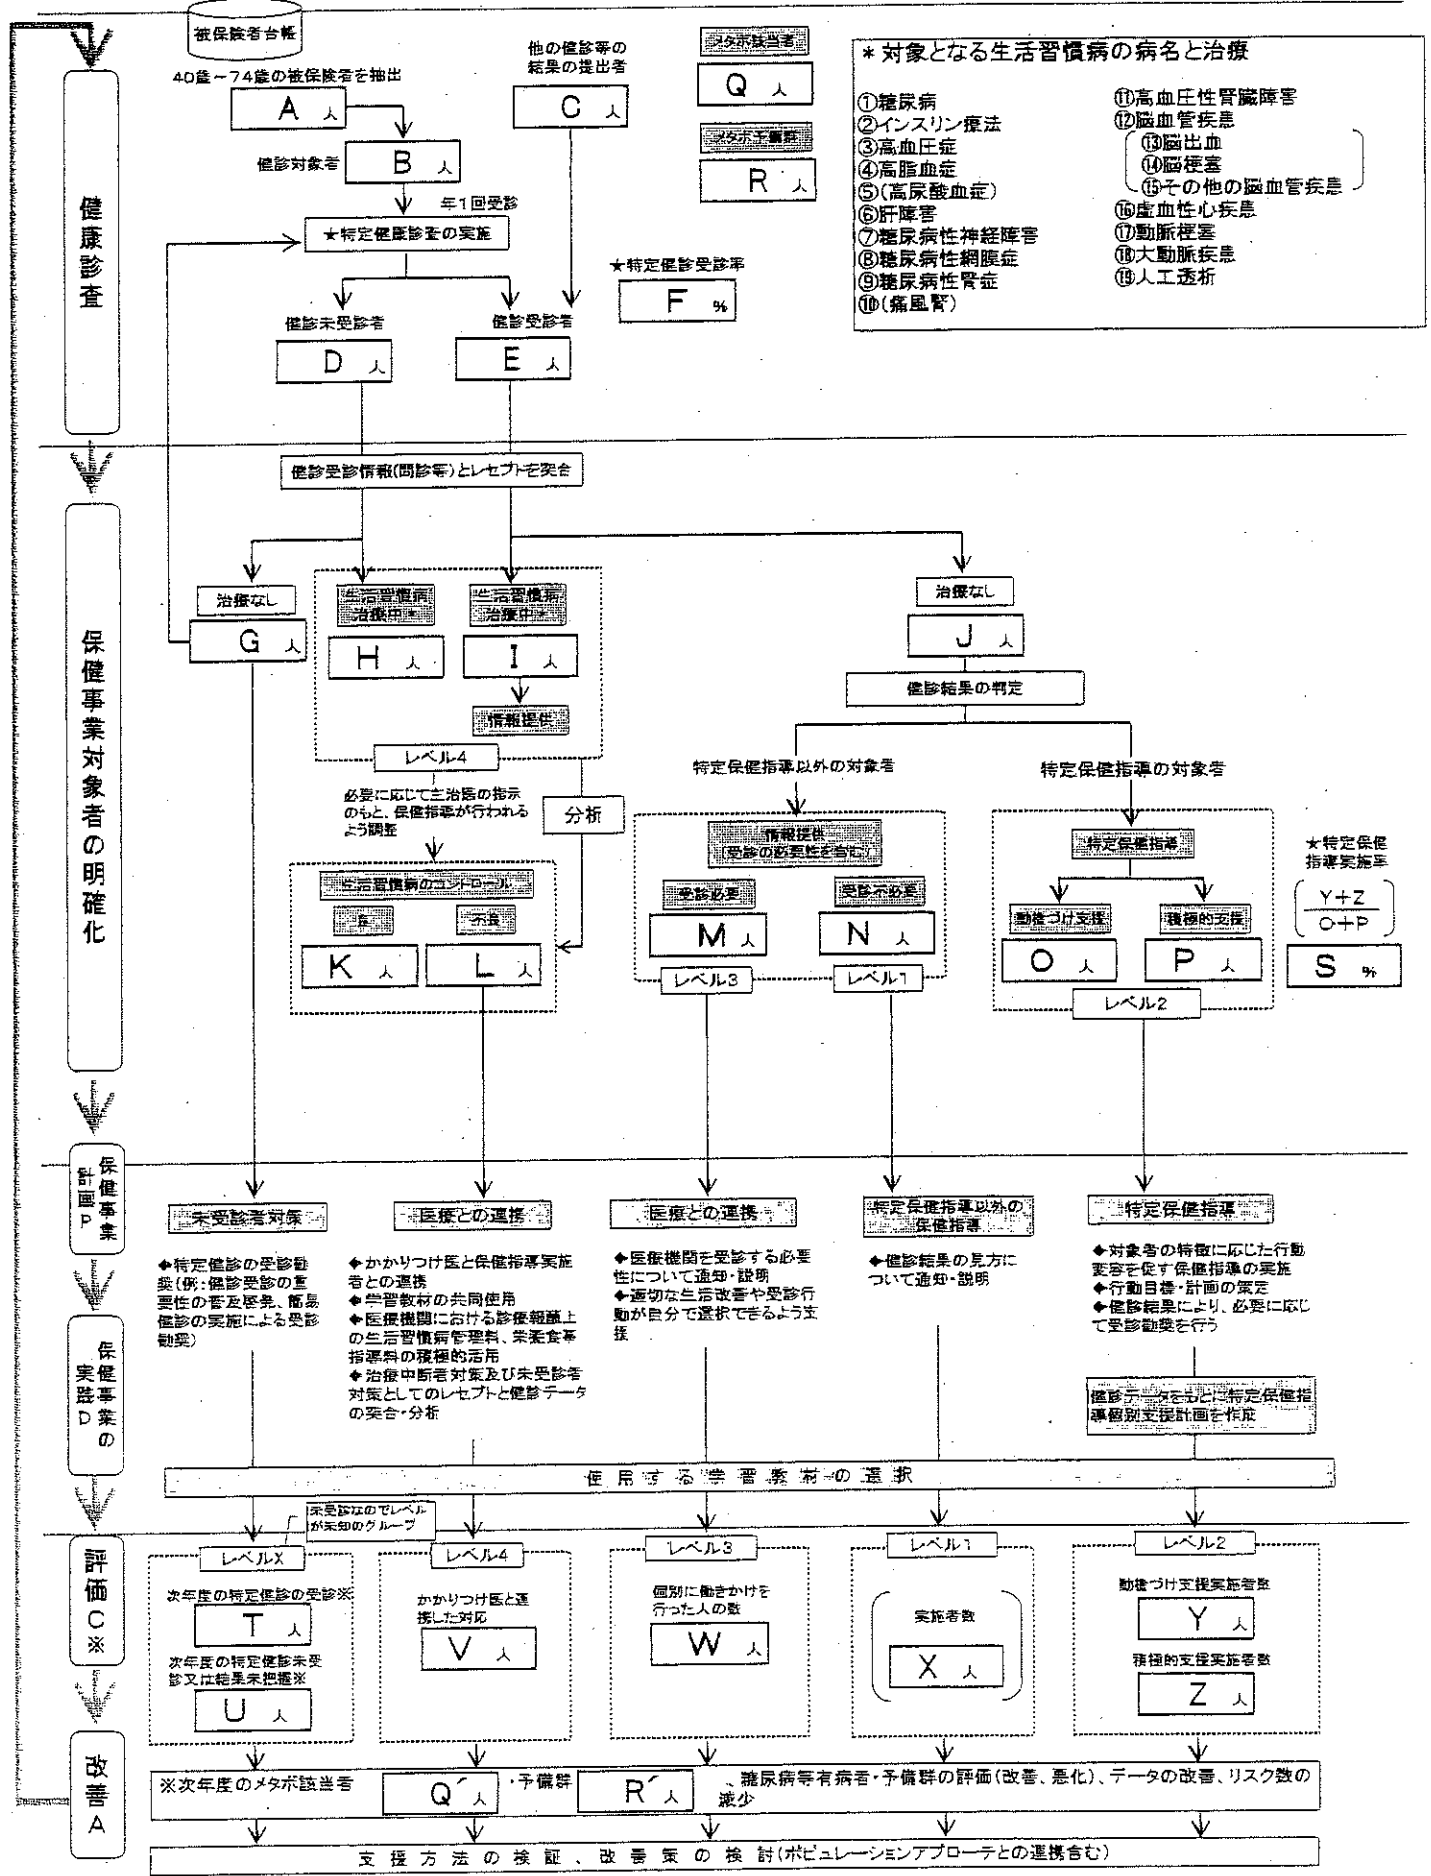 被保険者台帳
40歳～74歳の被保険者を抽出
A 人
他の健診等の
結果の提出者
C 人
健診対象者
B 人
年1回受診
★特定健康診査の実施
メタボ該当者
Q 人
メタボ予備群
R 人
★特定健診受診率
F %
健診未受診者
D 人
健診受診者
E 人
＊対象となる生活習慣病の病名と治療
①糖尿病
②インスリン療法
③高血圧症
④高脂血症
⑤(高尿酸血症)
⑥肝障害
⑦糖尿病性神経障害
⑧糖尿病性網膜症
⑨糖尿病性腎症
⑩(痛風腎)
⑪高血圧性腎臓障害
⑫脳血管疾患
⑬脳出血
⑭脳梗塞
⑮その他の脳血管疾患
⑯虚血性心疾患
⑰動脈梗塞
⑱大動脈疾患
⑲人工透析
健康診査
健診受診情報(問診等)とレセプトを突合
保健事業対象者の明確化
治療なし
G 人
生活習慣病
治療中＊
H 人
生活習慣病
治療中＊
I 人
情報提供
レベル4
必要に応じて主治医の指示
のもと、保健指導が行われる
よう調整
分析
生活習慣病のコントロール
良
不良
K 人
L 人
治療なし
J 人
健診結果の判定
特定保健指導以外の対象者
情報提供
(受診の必要性を含む)
受診必要
受診不必要
M 人
N 人
レベル3
レベル1
特定保健指導の対象者
特定保健指導
動機づけ支援
積極的支援
O 人
P 人
レベル2
★特定保健
指導実施率
Y+Z
O+P
S %
保健事業
計画P
未受診者対策
医療との連携
医療との連携
特定保健指導以外の
保健指導
特定保健指導
◆特定健診の受診勧
奨(例:健診受診の重
要性の普及啓発、簡易
健診の実施による受診
勧奨)
◆かかりつけ医と保健指導実施
者との連携
◆学習教材の共同使用
◆医療機関における診療報酬上
の生活習慣病管理料、栄養食事
指導料の積極的活用
◆治療中断者対策及び未受診者
対策としてのレセプトと健診データ
の突合・分析
◆医療機関を受診する必要
性について通知・説明
◆適切な生活改善や受診行
動が自分で選択できるよう支
援
◆健診結果の見方に
ついて通知・説明
◆対象者の特徴に応じた行動
変容を促す保健指導の実施
◆行動目標・計画の策定
◆健診結果により、必要に応じ
て受診勧奨を行う
健診データをもとに特定保健指
導個別支援計画を作成
保健事業の
実践D
使用する学習教材の選択
未受診なのでレベル
が未知のグループ
評価C※
レベルX
次年度の特定健診の受診※
T 人
次年度の特定健診未受
診又は結果未把握※
U 人
レベル4
かかりつけ医と連
携した対応
V 人
レベル3
個別に働きかけを
行った人の数
W 人
レベル1
実施者数
X 人
レベル2
動機づけ支援実施者数
Y 人
積極的支援実施者数
Z 人
改善A
※次年度のメタボ該当者 Q´人 ・予備群 R´人 、糖尿病等有病者・予備群の評価(改善、悪化)、データの改善、リスク数の
減少
支援方法の検証、改善策の検討(ポピュレーションアプローチとの連携含む)